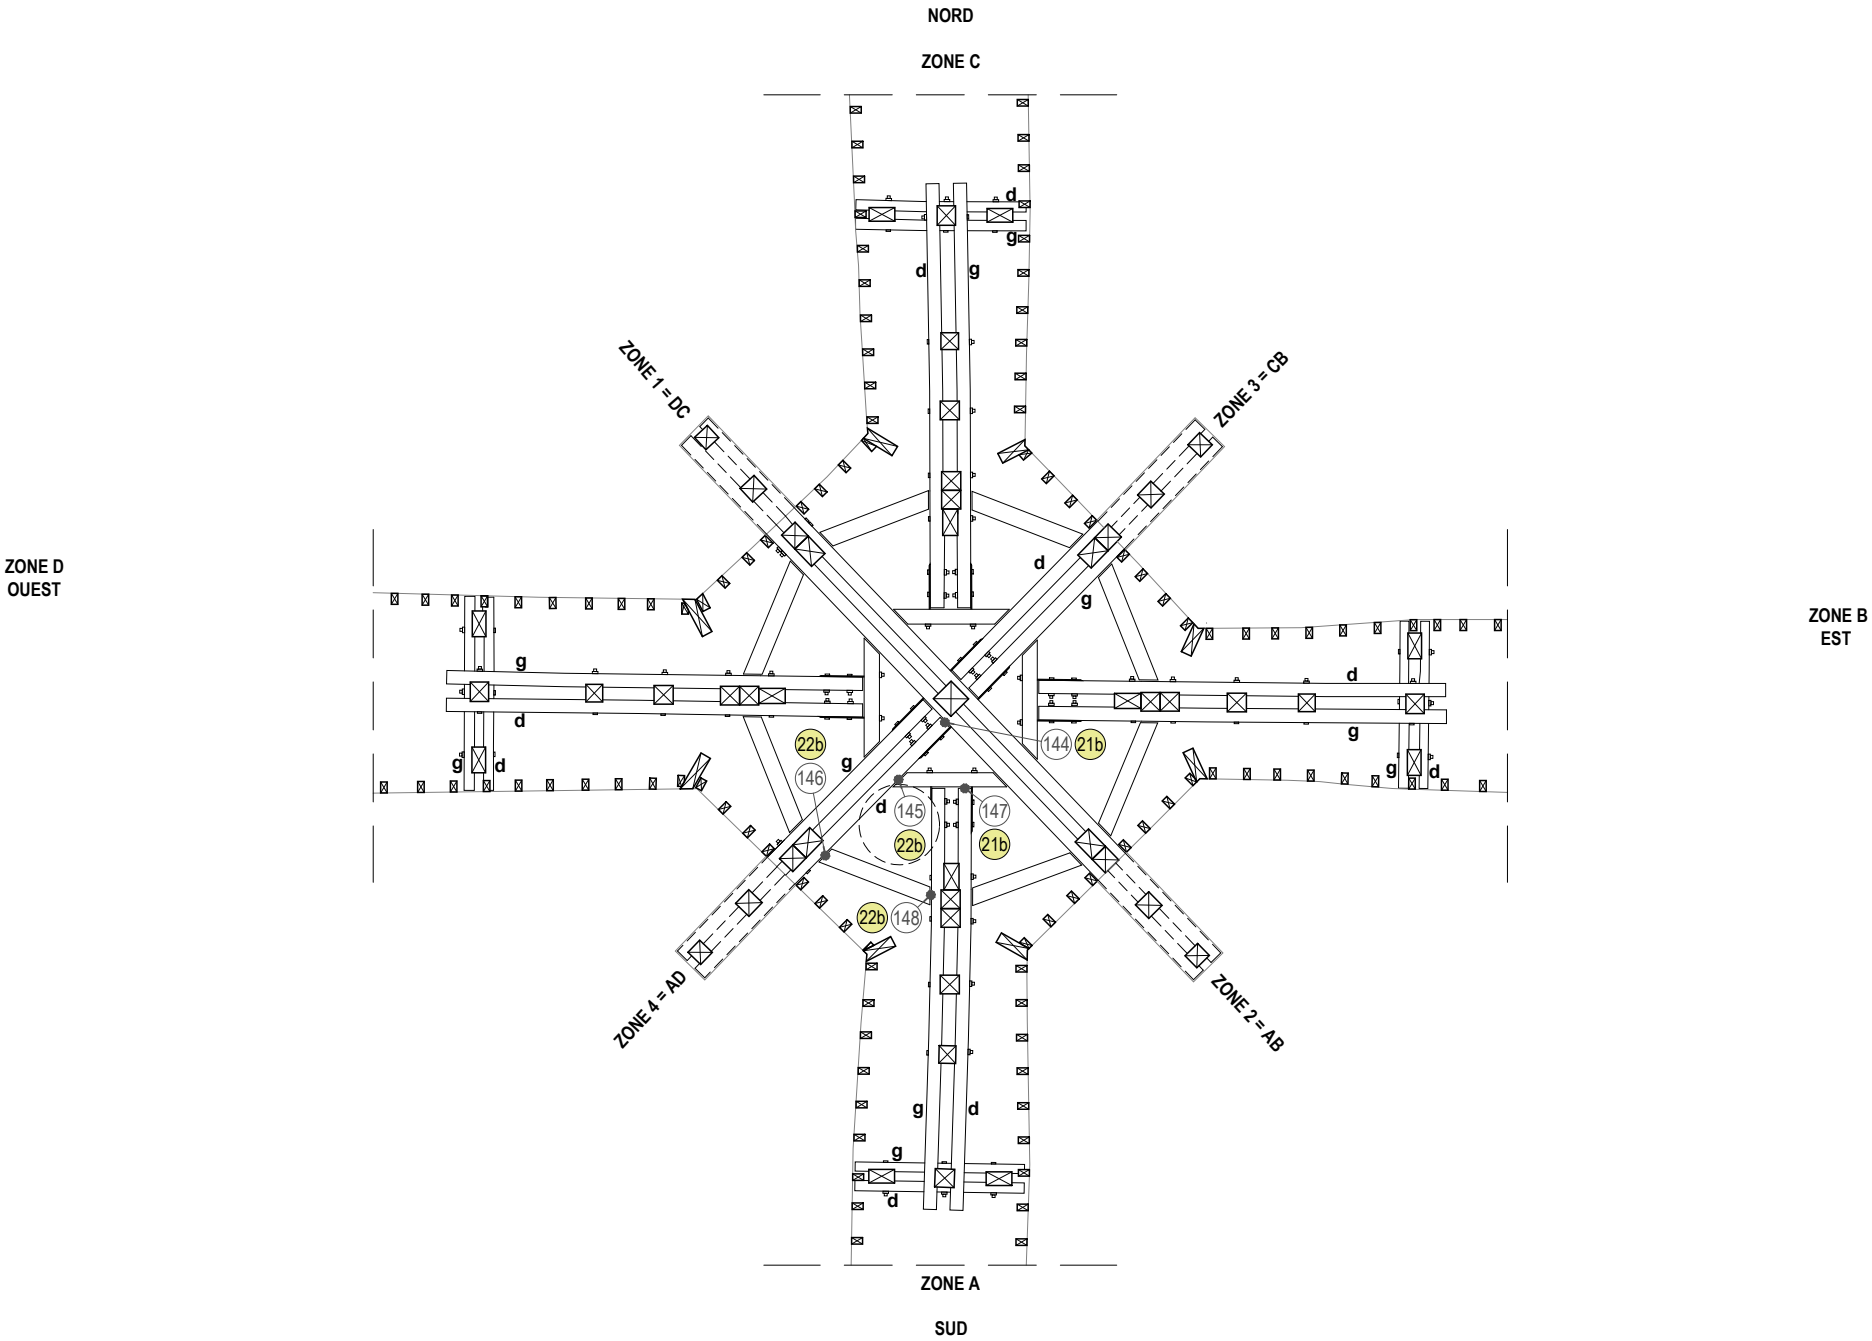 NORD
ZONE C
d
g
d
g
ZONE 1 = DC
ZONE 3 = CB
ZONE D
OUEST
d
g
ZONE B
EST
g
d
d
g
g
d
g
d
22b
144
21b
146
g
d
145
147
22b
21b
22b
148
ZONE 4 = AD
ZONE 2 = AB
g
d
g
d
ZONE A
SUD